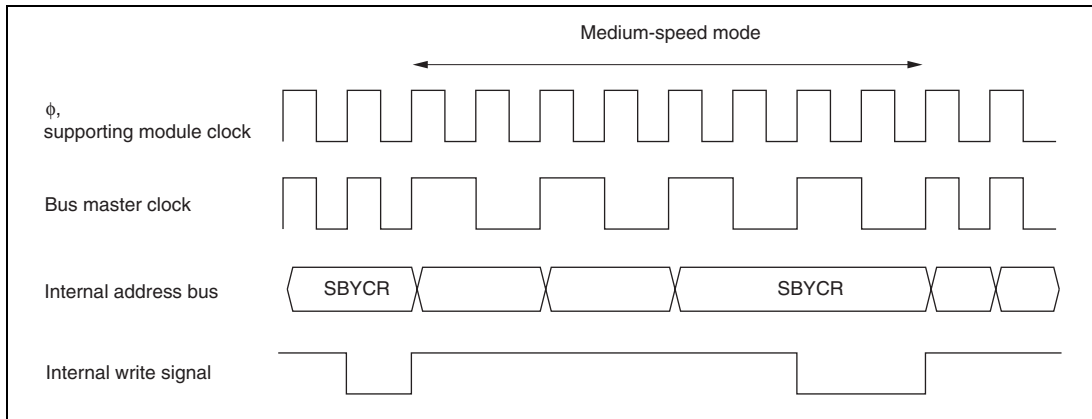 Medium-speed mode
ϕ,
supporting module clock
Bus master clock
Internal address bus
SBYCR
SBYCR
Internal write signal